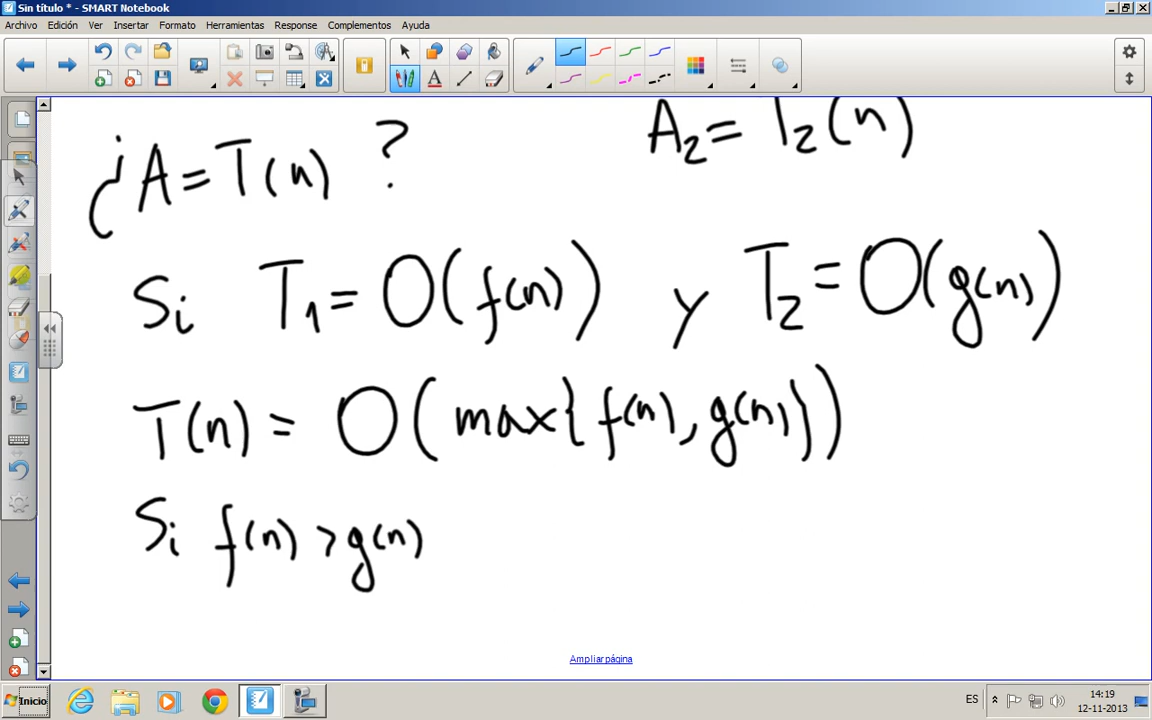 Sin título * - SMART Notebook
Archivo Edición Ver Insertar Formato Herramientas Response Complementos Ayuda
A₂ = T₂(n)
¿A = T(n) ?
Si T₁ = O(f(n)) y T₂ = O(g(n))
T(n) = O(max{f(n), g(n)})
Si f(n) > g(n)
Ampliar página
Inicio
ES
14:19
12-11-2013